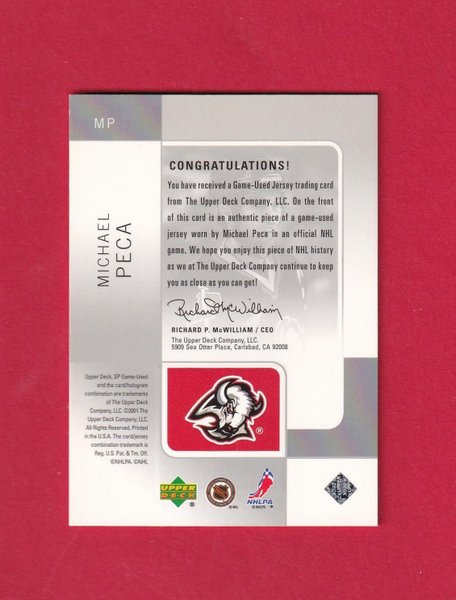 MP
MICHAEL
PECA
CONGRATULATIONS!
You have received a Game-Used Jersey trading card
from The Upper Deck Company, LLC. On the front
of this card is an authentic piece of a game-used
jersey worn by Michael Peca in an official NHL
game. We hope you enjoy this piece of NHL history
as we at The Upper Deck Company continue to keep
you as close as you can get!
Richard McWilliam
RICHARD P. McWILLIAM / CEO
The Upper Deck Company, LLC.
5909 Sea Otter Place, Carlsbad, CA 92008
Upper Deck, SP Game-Used
and the card/hologram
combination are trademarks
of The Upper Deck
Company, LLC. ©2001 The
Upper Deck Company, LLC.
All Rights Reserved. Printed
in the U.S.A. The card/jersey
combination trademark is
Reg. U.S. Pat. & Tm. Off.
©NHLPA. ©NHL
®
UPPER
DECK
®
©NHL
NHLPA
©NHLPA ®